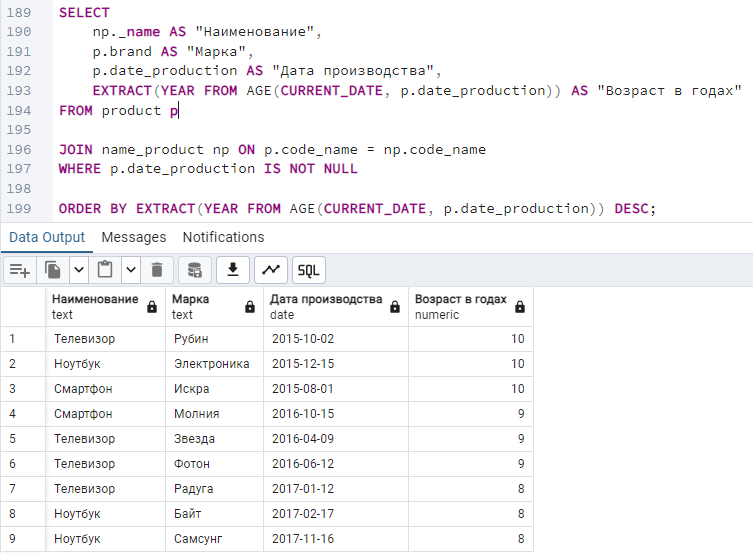 189 SELECT
190 np._name AS "Наименование",
191 p.brand AS "Марка",
192 p.date_production AS "Дата производства",
193 EXTRACT(YEAR FROM AGE(CURRENT_DATE, p.date_production)) AS "Возраст в годах"
194 FROM product p
195
196 JOIN name_product np ON p.code_name = np.code_name
197 WHERE p.date_production IS NOT NULL
198
199 ORDER BY EXTRACT(YEAR FROM AGE(CURRENT_DATE, p.date_production)) DESC;
Data Output Messages Notifications
SQL
Наименование Марка Дата производства Возраст в годах
text text date numeric
1 Телевизор Рубин 2015-10-02 10
2 Ноутбук Электроника 2015-12-15 10
3 Смартфон Искра 2015-08-01 10
4 Смартфон Молния 2016-10-15 9
5 Телевизор Звезда 2016-04-09 9
6 Телевизор Фотон 2016-06-12 9
7 Телевизор Радуга 2017-01-12 8
8 Ноутбук Байт 2017-02-17 8
9 Ноутбук Самсунг 2017-11-16 8